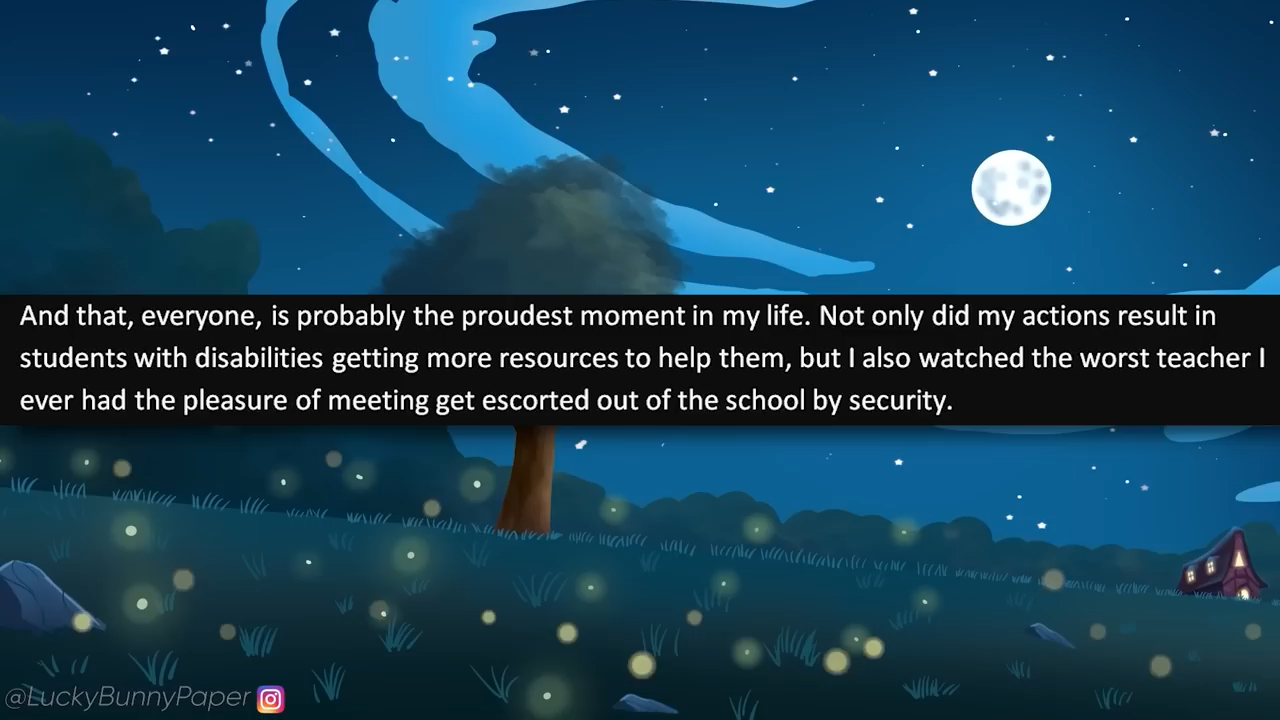 And that, everyone, is probably the proudest moment in my life. Not only did my actions result in
students with disabilities getting more resources to help them, but I also watched the worst teacher I
ever had the pleasure of meeting get escorted out of the school by security.
@LuckyBunnyPaper